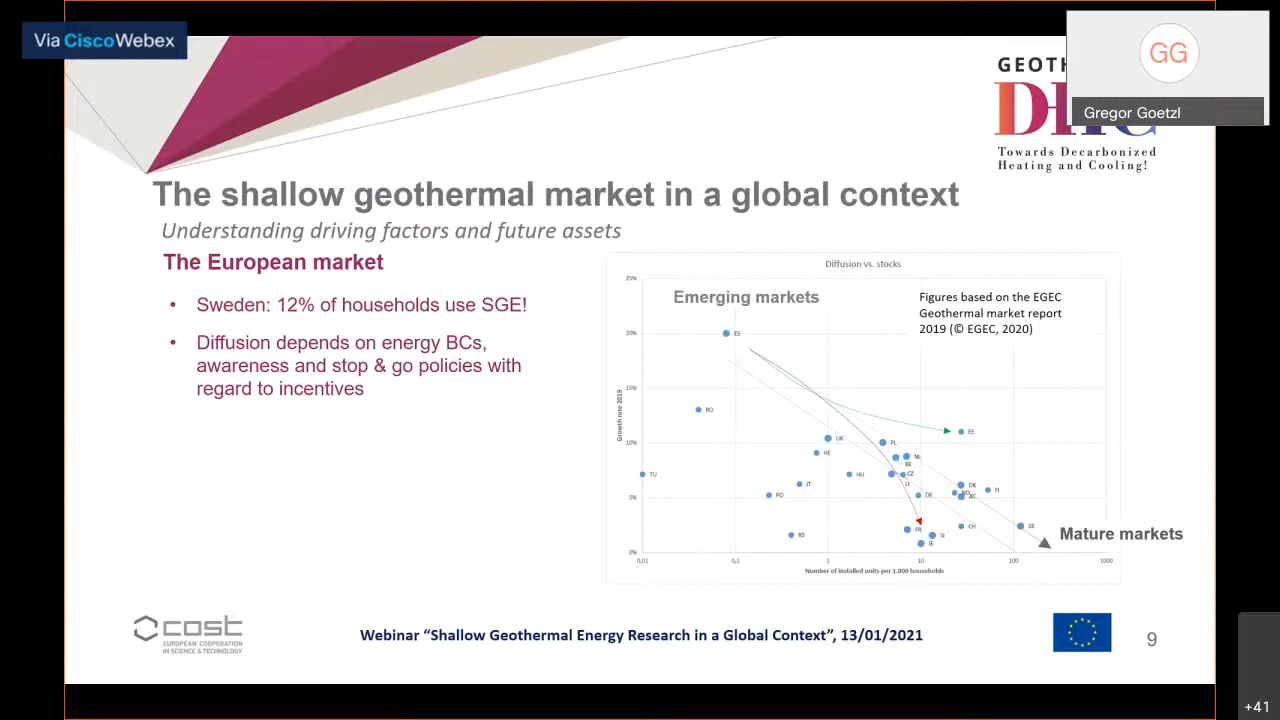 Via Cisco Webex
GG
Gregor Goetzl
GEOTH
DHC
Towards Decarbonized
Heating and Cooling!
The shallow geothermal market in a global context
Understanding driving factors and future assets
The European market
• Sweden: 12% of households use SGE!
• Diffusion depends on energy BCs,
awareness and stop & go policies with
regard to incentives
Diffusion vs. stocks
Emerging markets
Figures based on the EGEC
Geothermal market report
2019 (© EGEC, 2020)
Growth rate 2019
25%
20%
15%
10%
5%
0%
ES
RO
EE
UK
PL
HE
NL
BE
TU
HU
CZ
IT
LI
DK
FI
PO
DE
AT
RS
FR
SI
IE
CH
SE
Mature markets
0,01
0,1
1
10
100
1000
Number of installed units per 1.000 households
cost
EUROPEAN COOPERATION
IN SCIENCE & TECHNOLOGY
Webinar “Shallow Geothermal Energy Research in a Global Context”, 13/01/2021
9
+41